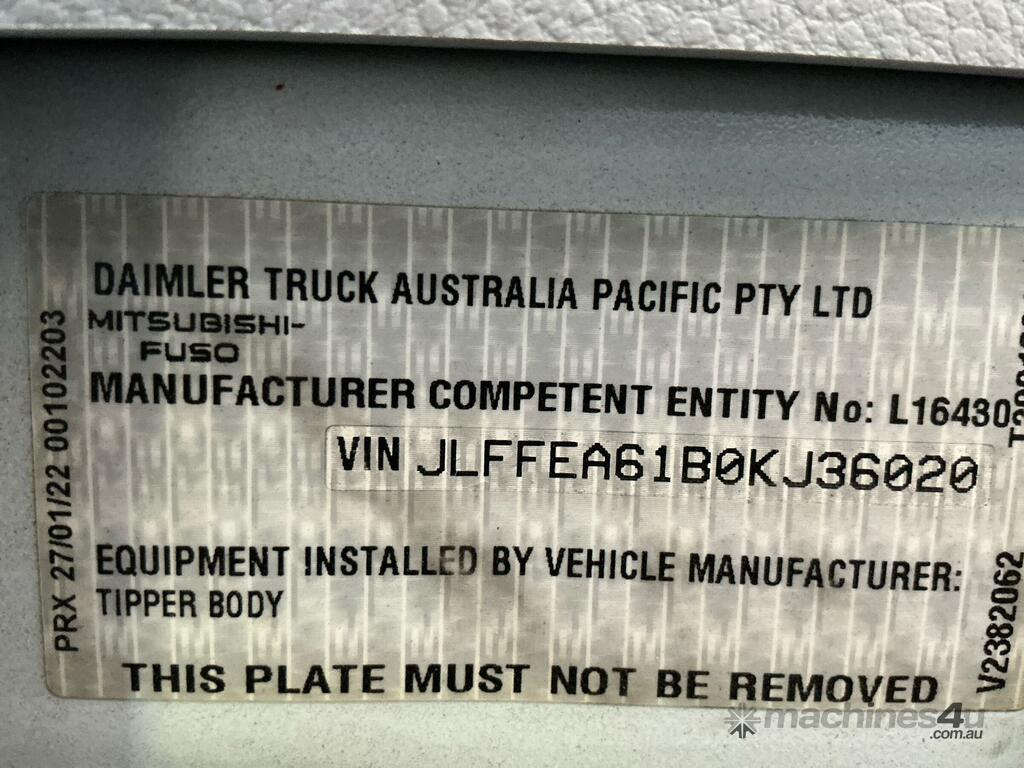 DAIMLER TRUCK AUSTRALIA PACIFIC PTY LTD
MITSUBISHI-
FUSO
MANUFACTURER COMPETENT ENTITY No: L16430
VIN JLFFEA61B0KJ36020
EQUIPMENT INSTALLED BY VEHICLE MANUFACTURER:
TIPPER BODY
THIS PLATE MUST NOT BE REMOVED
PRX 27/01/22 00102203
V2382062
machines4u
.com.au